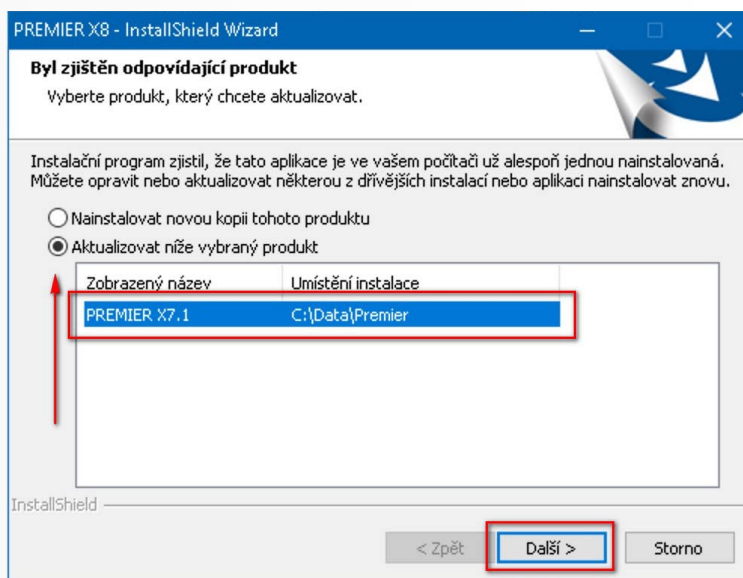 PREMIER X8 - InstallShield Wizard
Byl zjištěn odpovídající produkt
Vyberte produkt, který chcete aktualizovat.
Instalační program zjistil, že tato aplikace je ve vašem počítači už alespoň jednou nainstalovaná.
Můžete opravit nebo aktualizovat některou z dřívějších instalací nebo aplikaci nainstalovat znovu.
Nainstalovat novou kopii tohoto produktu
Aktualizovat níže vybraný produkt
Zobrazený název Umístění instalace
PREMIER X7.1 C:\Data\Premier
InstallShield
< Zpět Další > Storno